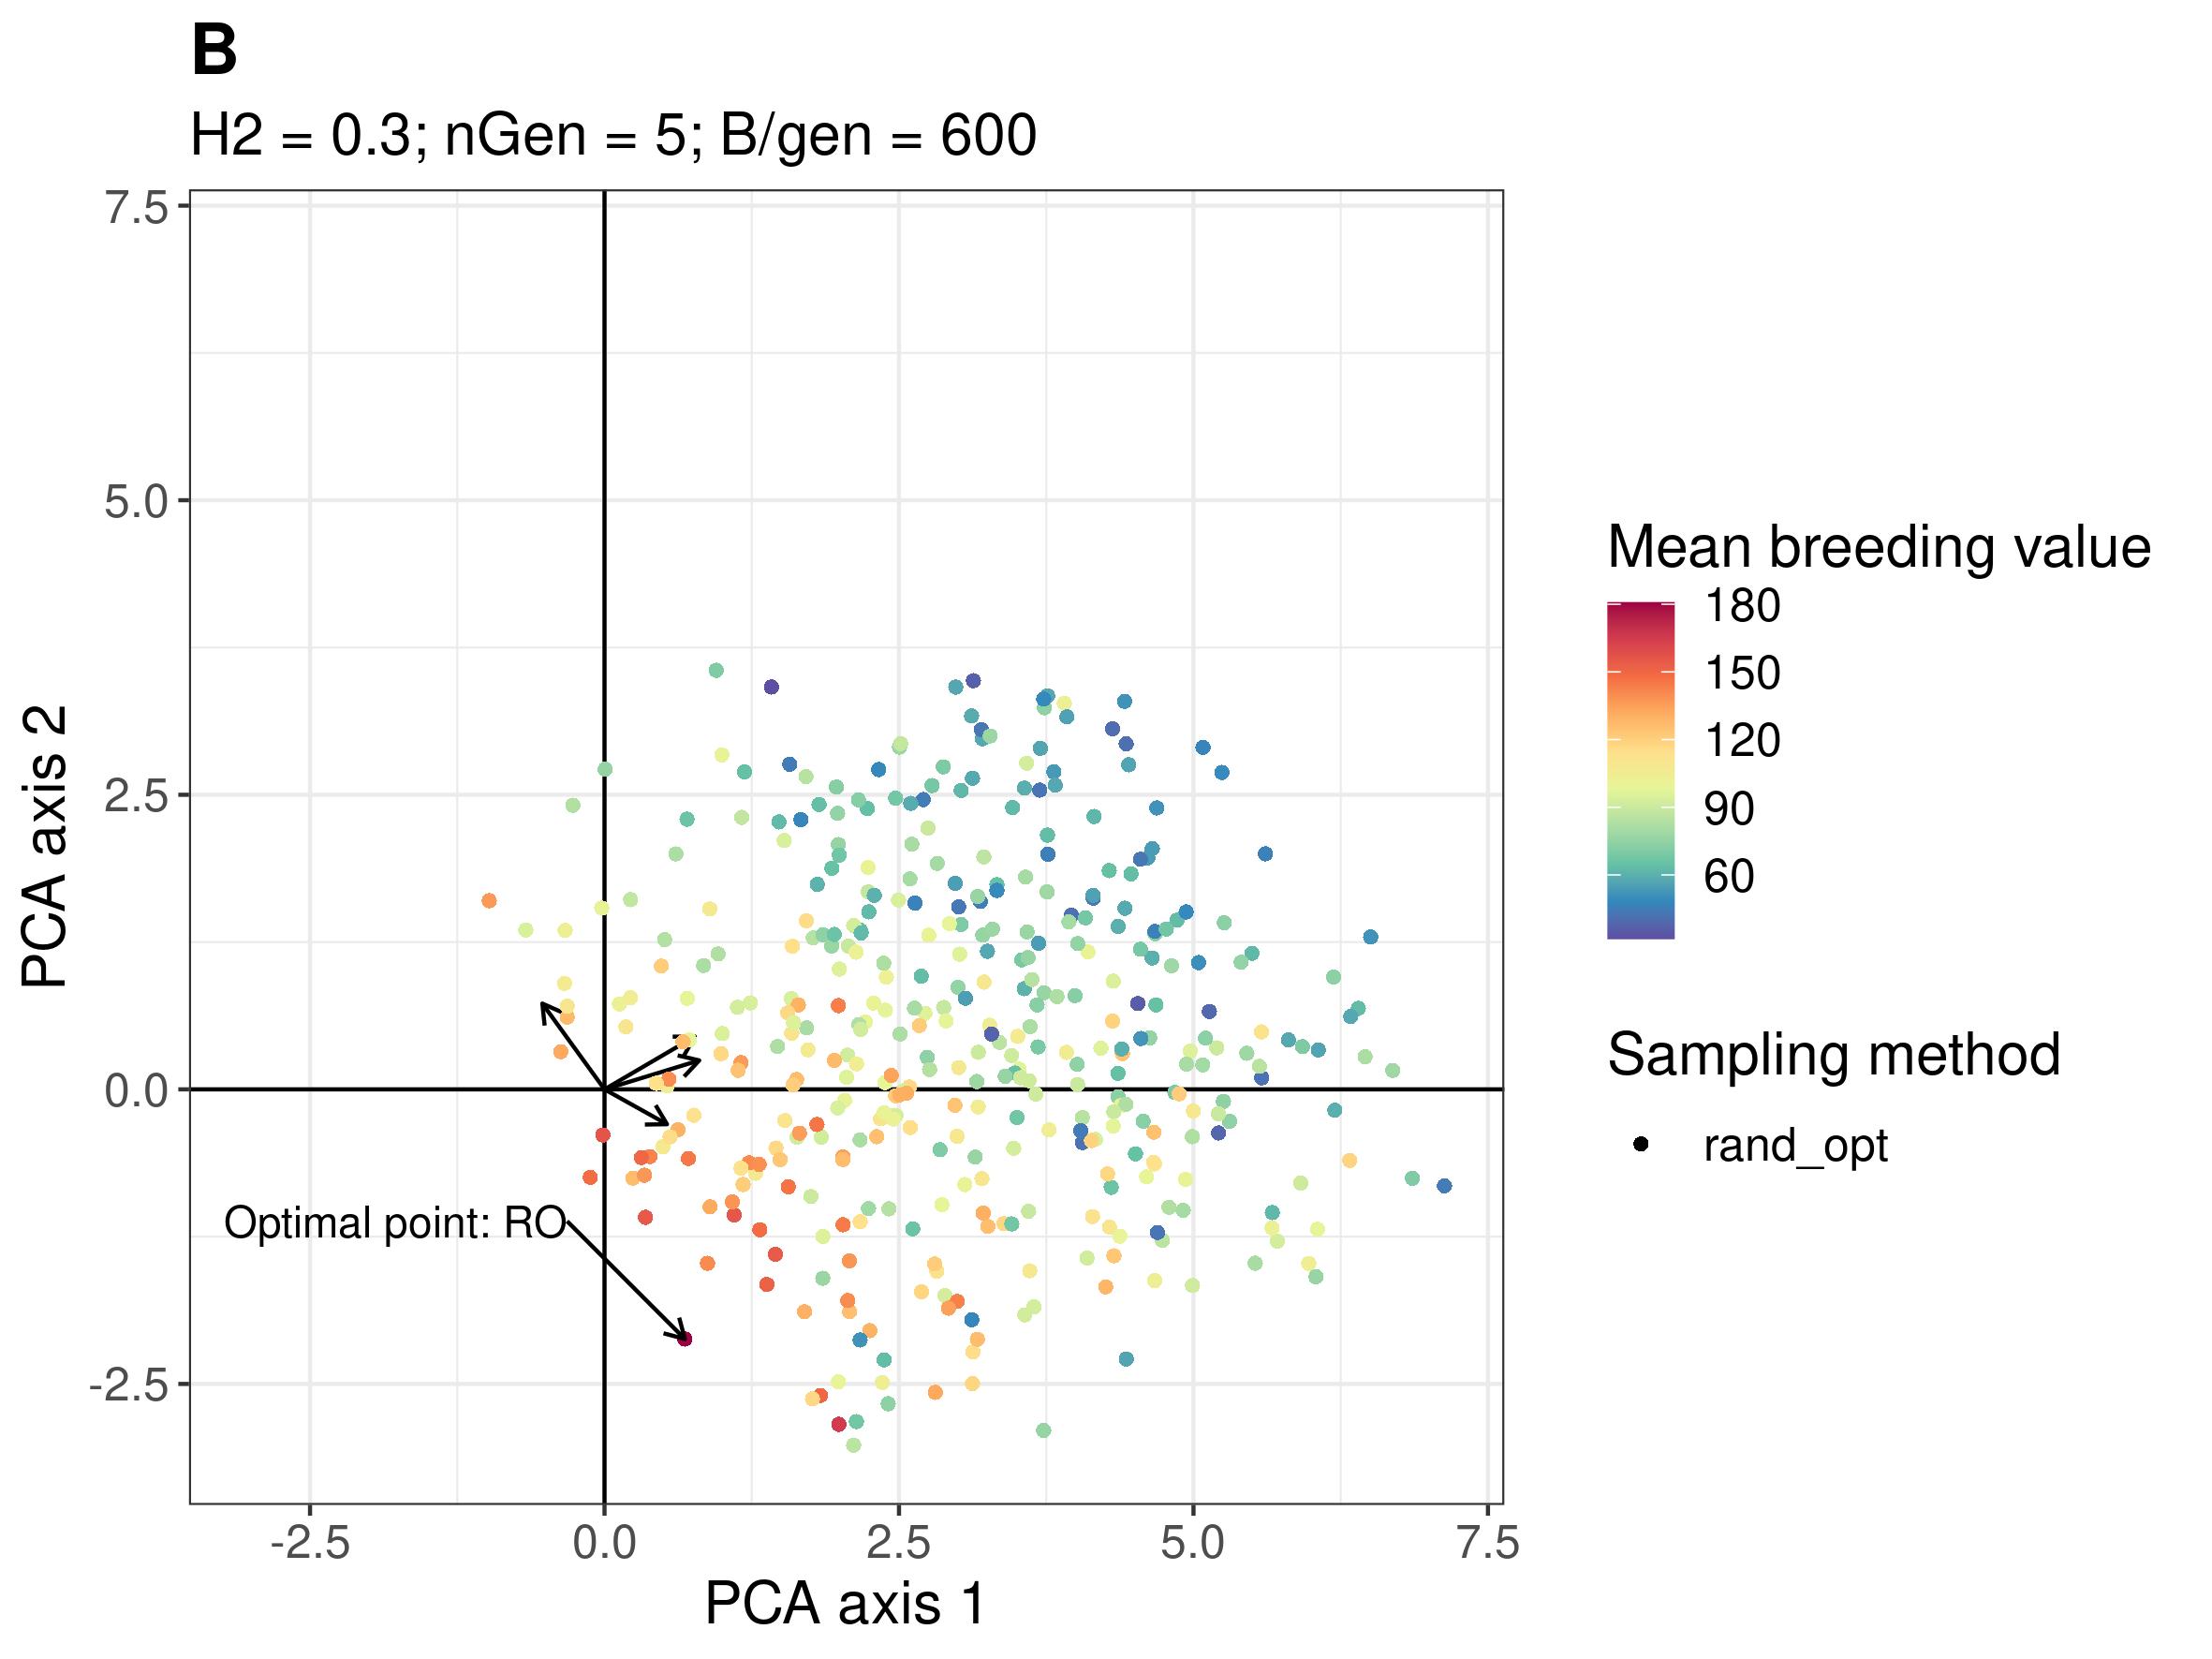 B
H2 = 0.3; nGen = 5; B/gen = 600
7.5
5.0
2.5
0.0
-2.5
PCA axis 2
Optimal point: RO
-2.5
0.0
2.5
5.0
7.5
PCA axis 1
Mean breeding value
180
150
120
90
60
Sampling method
rand_opt